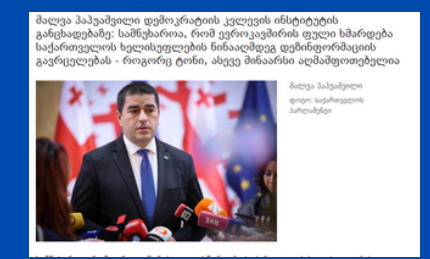 შალვა პაპუაშვილი დემოკრატიის კვლევის ინსტიტუტის
განცხადებაზე: სამწუხაროა, რომ ევროკავშირის ფული ხმარდება
საქართველოს ხელისუფლების წინააღმდეგ დეზინფორმაციის
გავრცელებას - როგორც ტონი, ასევე შინაარსი აღმაშფოთებელია
შალვა პაპუაშვილი
ფოტო: საქართველოს
პარლამენტი